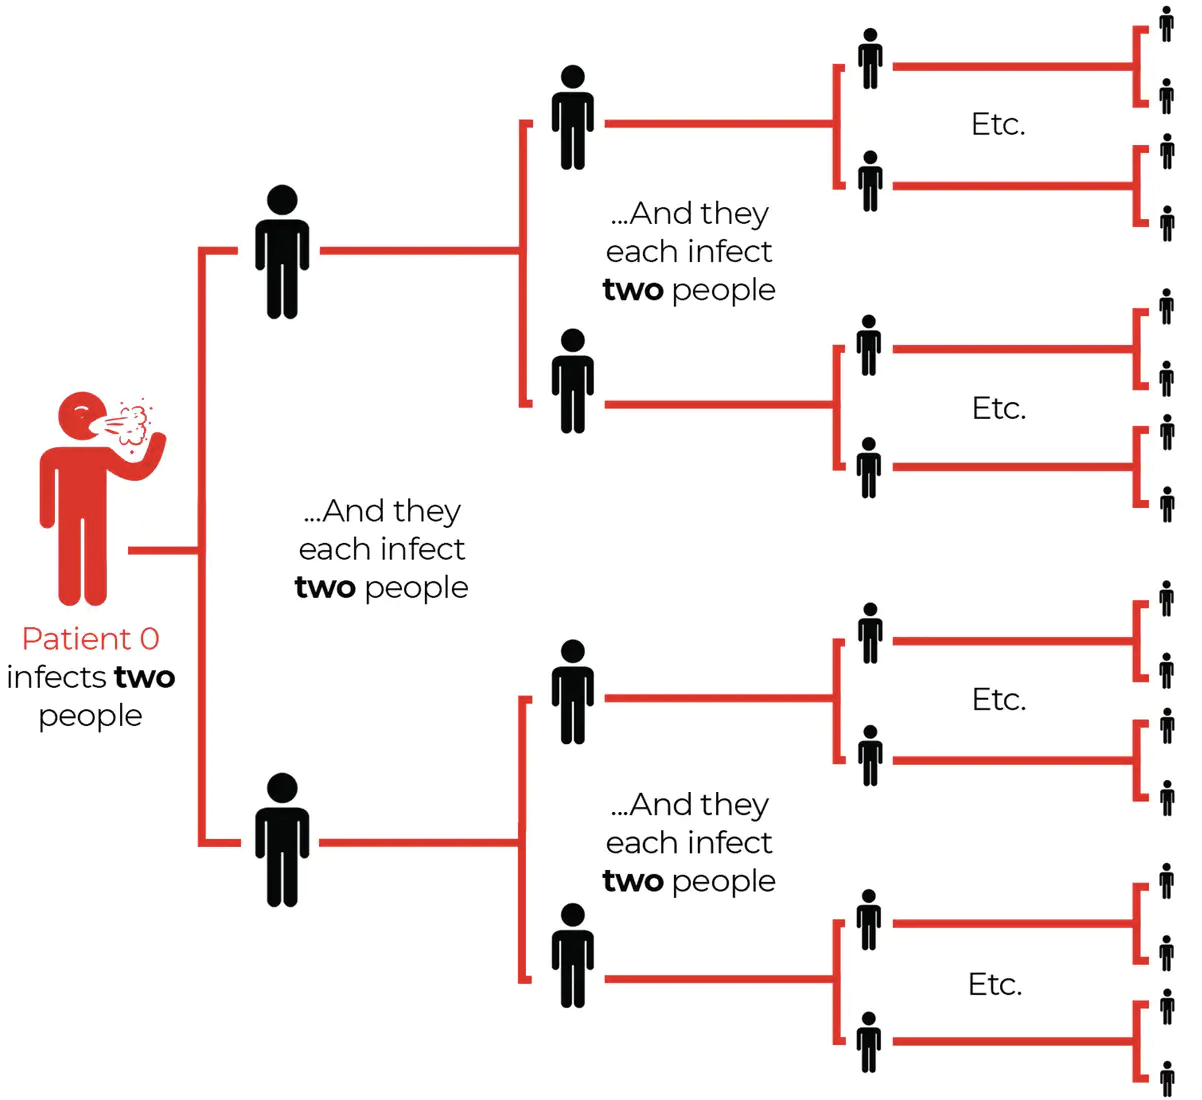 Patient 0
infects two
people
...And they
each infect
two people
...And they
each infect
two people
...And they
each infect
two people
Etc.
Etc.
Etc.
Etc.